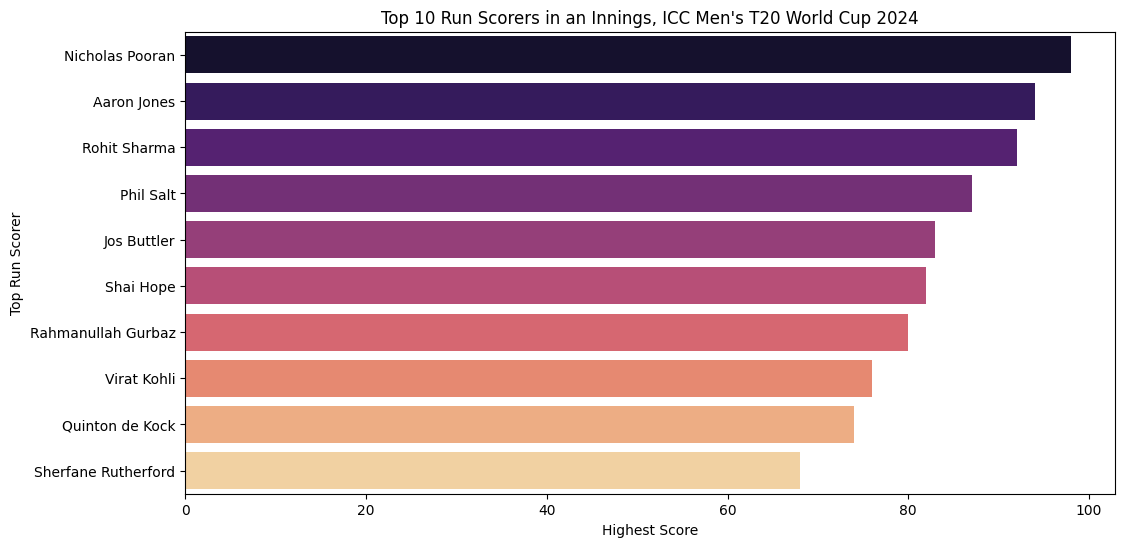 Top 10 Run Scorers in an Innings, ICC Men's T20 World Cup 2024
Top Run Scorer
Nicholas Pooran
Aaron Jones
Rohit Sharma
Phil Salt
Jos Buttler
Shai Hope
Rahmanullah Gurbaz
Virat Kohli
Quinton de Kock
Sherfane Rutherford
0 20 40 60 80 100
Highest Score